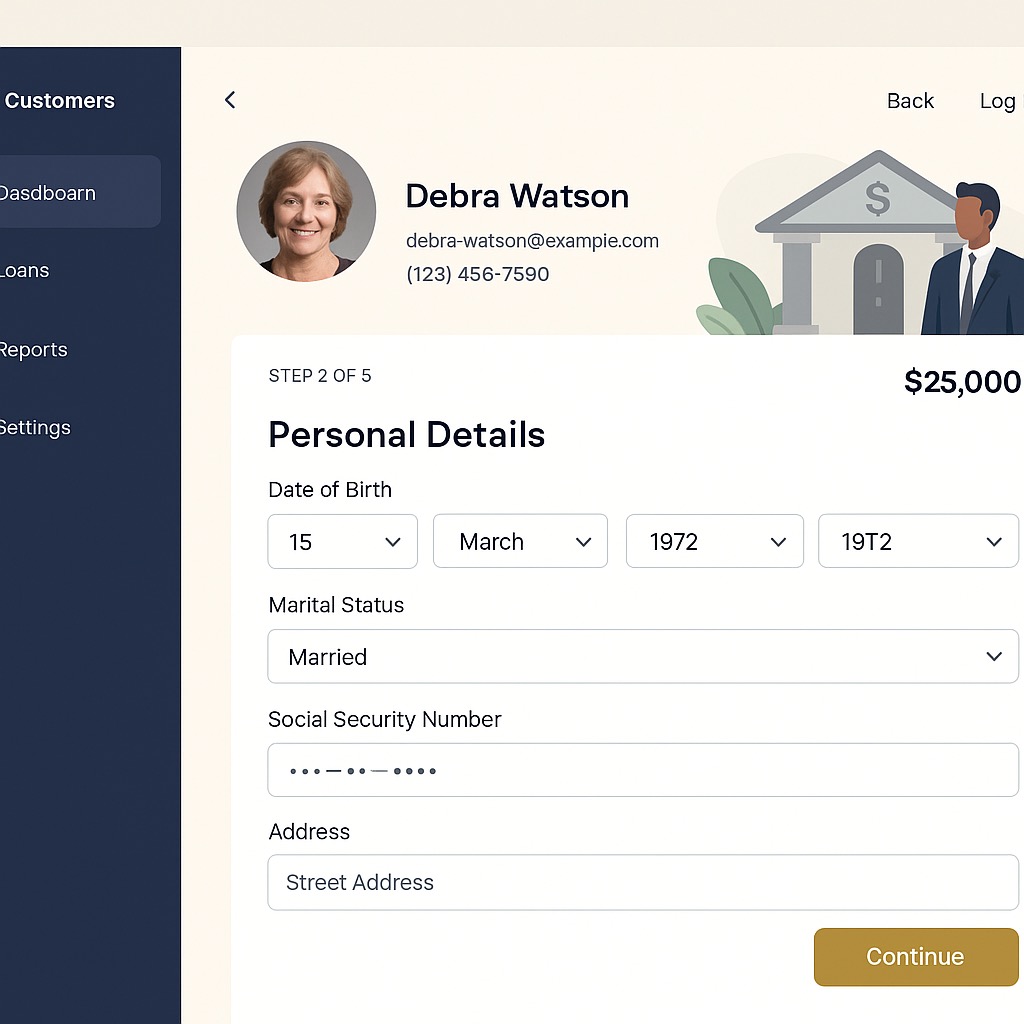 Customers
Dasdboarn
Loans
Reports
Settings
Back
Log
Debra Watson
debra-watson@exampie.com
(123) 456-7590
$
STEP 2 OF 5
$25,000
Personal Details
Date of Birth
15 March 1972 19T2
Marital Status
Married
Social Security Number
•••–••–••••
Address
Street Address
Continue